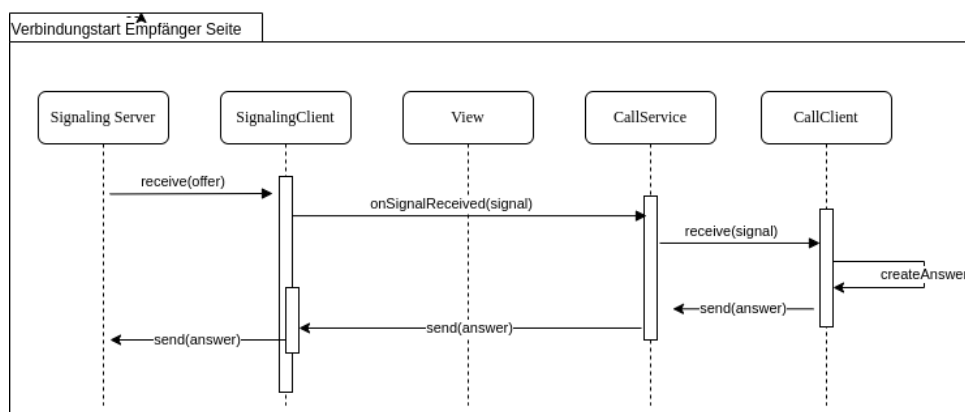 Verbindungstart Empfänger Seite
Signaling Server
SignalingClient
View
CallService
CallClient
receive(offer)
onSignalReceived(signal)
receive(signal)
createAnswer
send(answer)
send(answer)
send(answer)